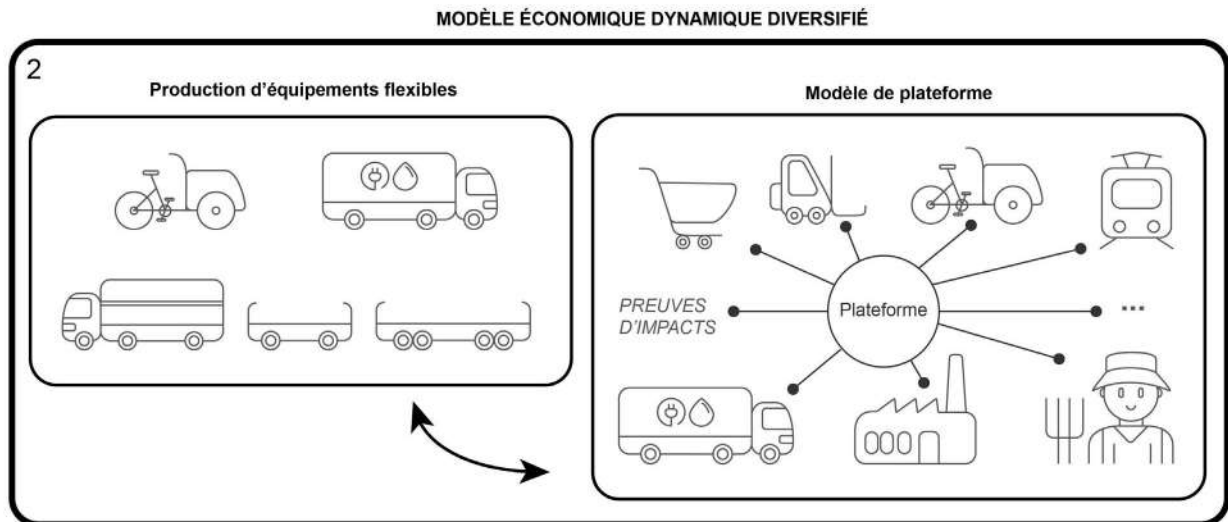 MODÈLE ÉCONOMIQUE DYNAMIQUE DIVERSIFIÉ
2
Production d'équipements flexibles
Modèle de plateforme
PREUVES
D'IMPACTS
Plateforme
...